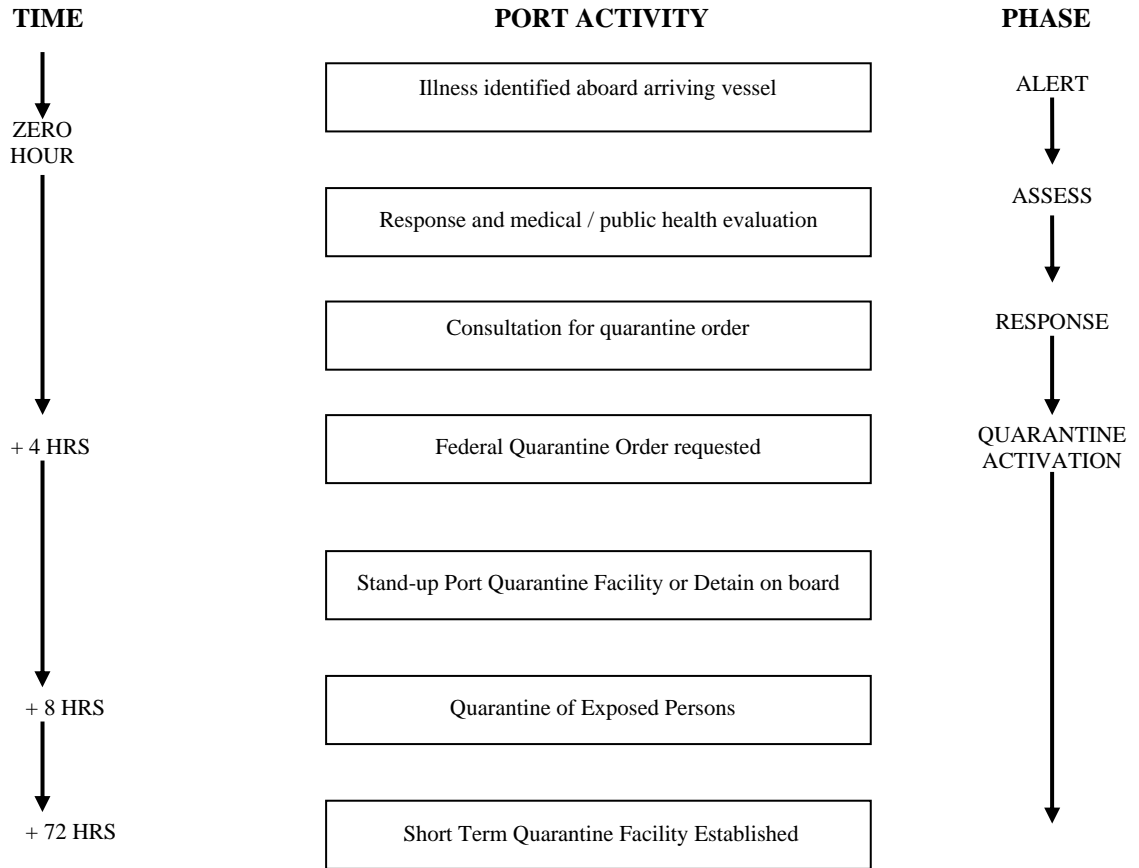 TIME PORT ACTIVITY PHASE
Illness identified aboard arriving vessel
ALERT
ZERO
HOUR
Response and medical / public health evaluation
ASSESS
Consultation for quarantine order
RESPONSE
+ 4 HRS
Federal Quarantine Order requested
QUARANTINE
ACTIVATION
Stand-up Port Quarantine Facility or Detain on board
+ 8 HRS
Quarantine of Exposed Persons
+ 72 HRS
Short Term Quarantine Facility Established